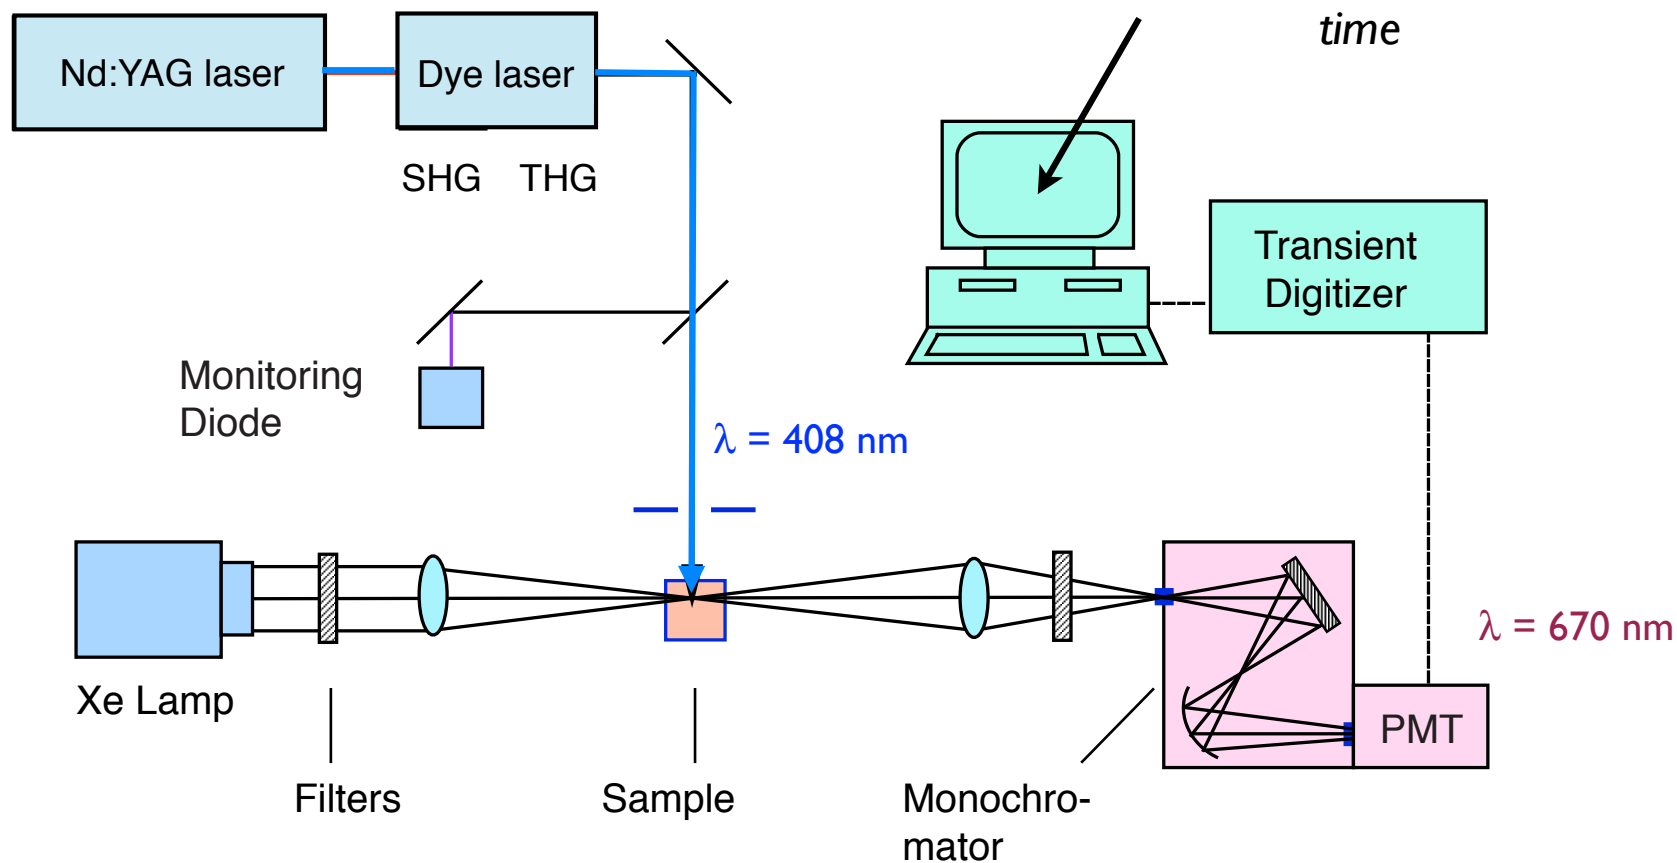 time
Nd:YAG laser
Dye laser
SHG THG
Transient
Digitizer
Monitoring
Diode
λ = 408 nm
λ = 670 nm
Xe Lamp
PMT
Filters
Sample
Monochro-
mator